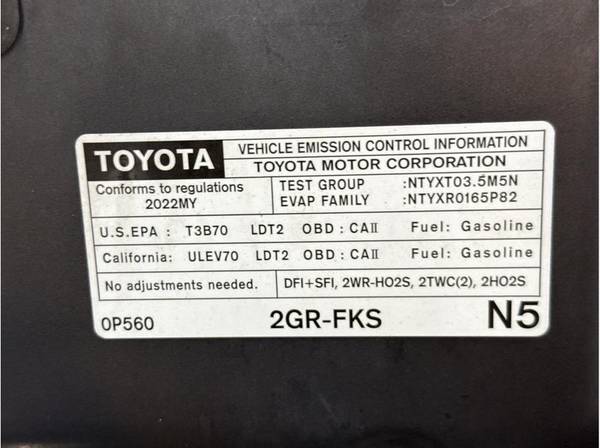 TOYOTA
VEHICLE EMISSION CONTROL INFORMATION
TOYOTA MOTOR CORPORATION
Conforms to regulations
2022MY
TEST GROUP :NTYXT03.5M5N
EVAP FAMILY :NTYXR0165P82
U.S.EPA : T3B70 LDT2 OBD : CAⅡ Fuel: Gasoline
California: ULEV70 LDT2 OBD : CAⅡ Fuel: Gasoline
No adjustments needed.
DFI+SFI, 2WR-HO2S, 2TWC(2), 2HO2S
0P560 2GR-FKS N5